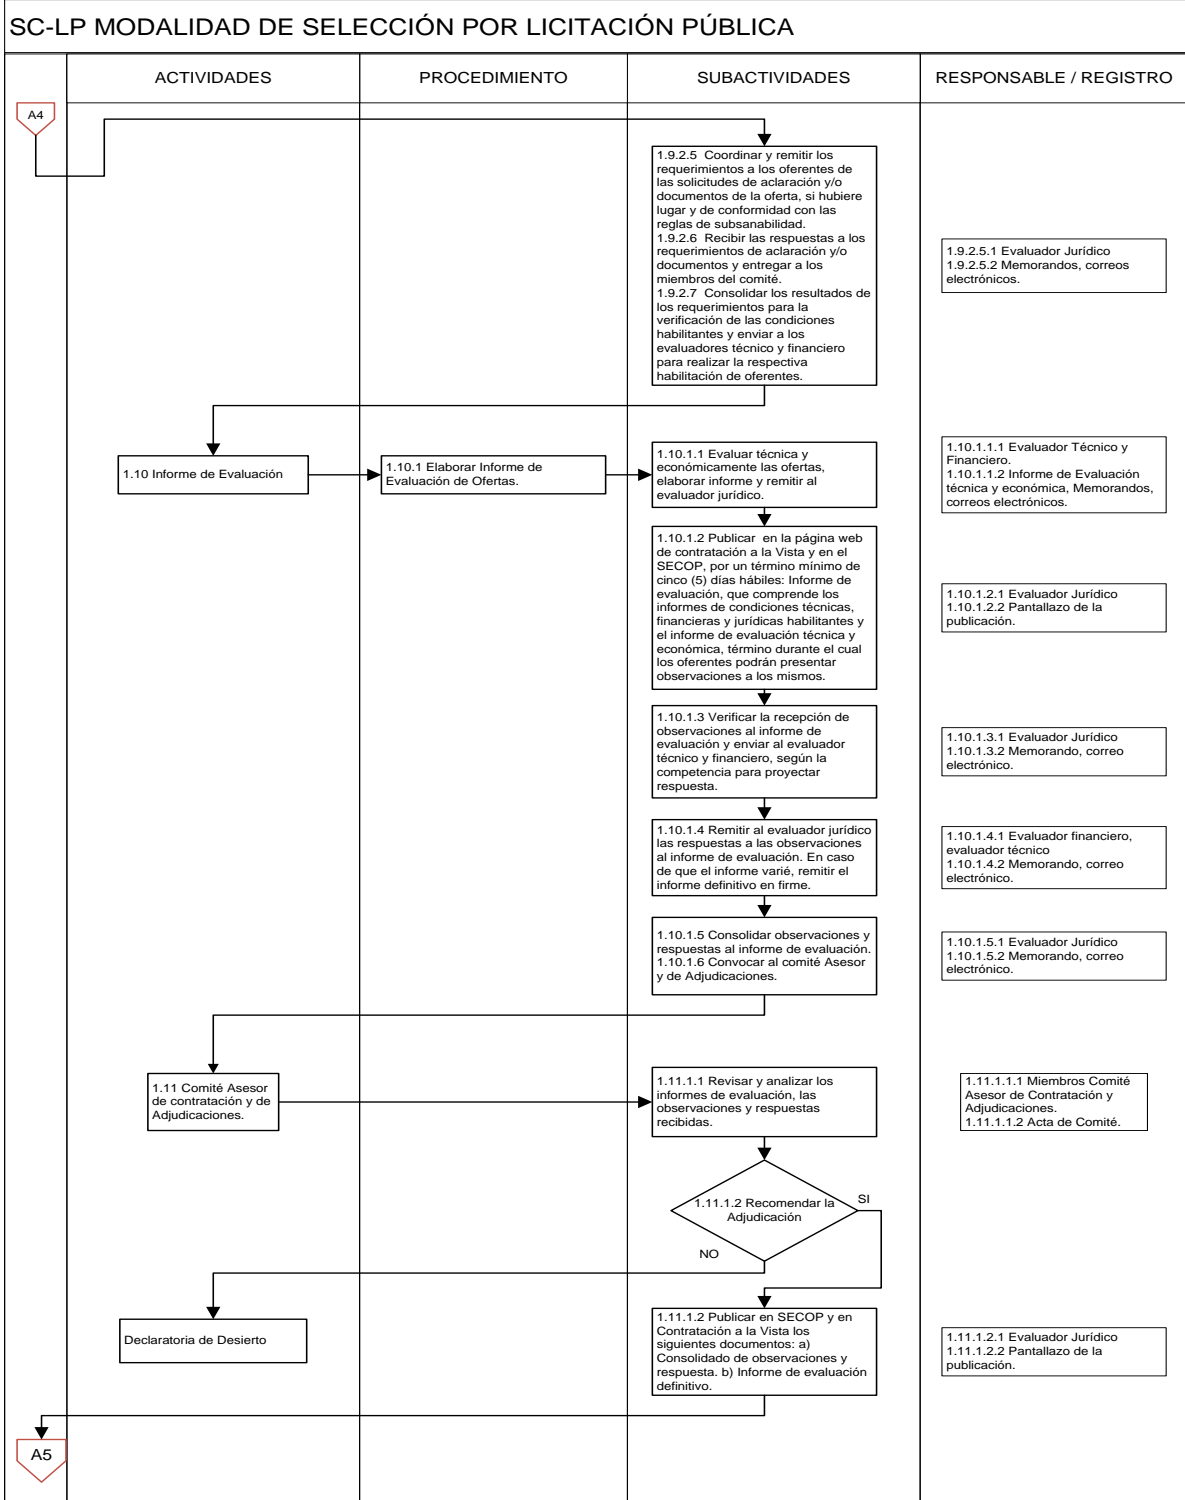 SC-LP MODALIDAD DE SELECCIÓN POR LICITACIÓN PÚBLICA
ACTIVIDADES
PROCEDIMIENTO
SUBACTIVIDADES
RESPONSABLE / REGISTRO
A4
1.9.2.5  Coordinar y remitir los
requerimientos a los oferentes de
las solicitudes de aclaración y/o
documentos de la oferta, si hubiere
lugar y de conformidad con las
reglas de subsanabilidad.
1.9.2.6  Recibir las respuestas a los
requerimientos de aclaración y/o
documentos y entregar a los
miembros del comité.
1.9.2.7  Consolidar los resultados de
los requerimientos para la
verificación de las condiciones
habilitantes y enviar a los
evaluadores técnico y financiero
para realizar la respectiva
habilitación de oferentes.
1.9.2.5.1 Evaluador Jurídico
1.9.2.5.2 Memorandos, correos
electrónicos.
1.10 Informe de Evaluación
1.10.1 Elaborar Informe de
Evaluación de Ofertas.
1.10.1.1 Evaluar técnica y
económicamente las ofertas,
elaborar informe y remitir al
evaluador jurídico.
1.10.1.1.1 Evaluador Técnico y
Financiero.
1.10.1.1.2 Informe de Evaluación
técnica y económica, Memorandos,
correos electrónicos.
1.10.1.2 Publicar  en la página web
de contratación a la Vista y en el
SECOP, por un término mínimo de
cinco (5) días hábiles: Informe de
evaluación, que comprende los
informes de condiciones técnicas,
financieras y jurídicas habilitantes y
el informe de evaluación técnica y
económica, término durante el cual
los oferentes podrán presentar
observaciones a los mismos.
1.10.1.2.1 Evaluador Jurídico
1.10.1.2.2 Pantallazo de la
publicación.
1.10.1.3 Verificar la recepción de
observaciones al informe de
evaluación y enviar al evaluador
técnico y financiero, según la
competencia para proyectar
respuesta.
1.10.1.3.1 Evaluador Jurídico
1.10.1.3.2 Memorando, correo
electrónico.
1.10.1.4 Remitir al evaluador jurídico
las respuestas a las observaciones
al informe de evaluación. En caso
de que el informe varié, remitir el
informe definitivo en firme.
1.10.1.4.1 Evaluador financiero,
evaluador técnico
1.10.1.4.2 Memorando, correo
electrónico.
1.10.1.5 Consolidar observaciones y
respuestas al informe de evaluación.
1.10.1.6 Convocar al comité Asesor
y de Adjudicaciones.
1.10.1.5.1 Evaluador Jurídico
1.10.1.5.2 Memorando, correo
electrónico.
1.11 Comité Asesor
de contratación y de
Adjudicaciones.
1.11.1.1 Revisar y analizar los
informes de evaluación, las
observaciones y respuestas
recibidas.
1.11.1.1.1 Miembros Comité
Asesor de Contratación y
Adjudicaciones.
1.11.1.1.2 Acta de Comité.
1.11.1.2 Recomendar la
Adjudicación
SI
NO
Declaratoria de Desierto
1.11.1.2 Publicar en SECOP y en
Contratación a la Vista los
siguientes documentos: a)
Consolidado de observaciones y
respuesta. b) Informe de evaluación
definitivo.
1.11.1.2.1 Evaluador Jurídico
1.11.1.2.2 Pantallazo de la
publicación.
A5